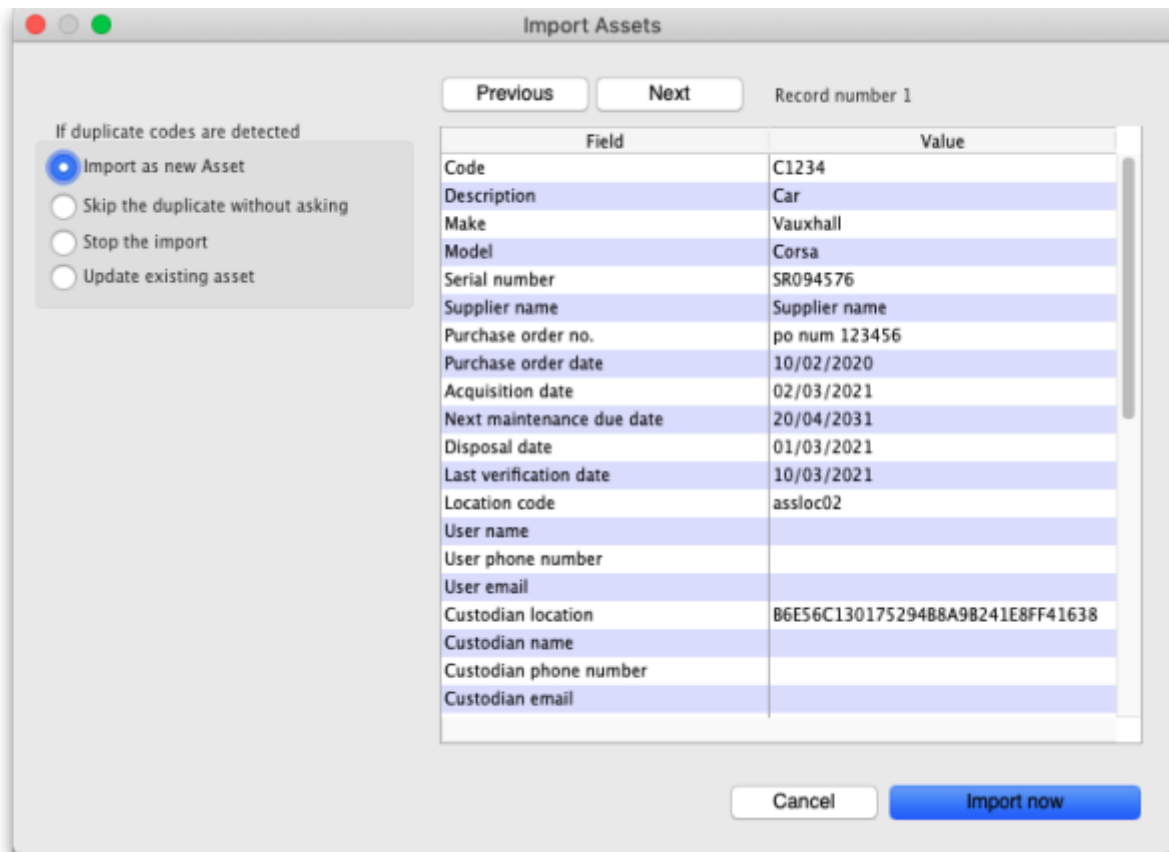 Import Assets
Previous Next Record number 1
If duplicate codes are detected
Import as new Asset
Skip the duplicate without asking
Stop the import
Update existing asset
Field Value
Code C1234
Description Car
Make Vauxhall
Model Corsa
Serial number SR094576
Supplier name Supplier name
Purchase order no. po num 123456
Purchase order date 10/02/2020
Acquisition date 02/03/2021
Next maintenance due date 20/04/2031
Disposal date 01/03/2021
Last verification date 10/03/2021
Location code assloc02
User name
User phone number
User email
Custodian location B6E56C130175294B8A9B241E8FF41638
Custodian name
Custodian phone number
Custodian email
Cancel Import now